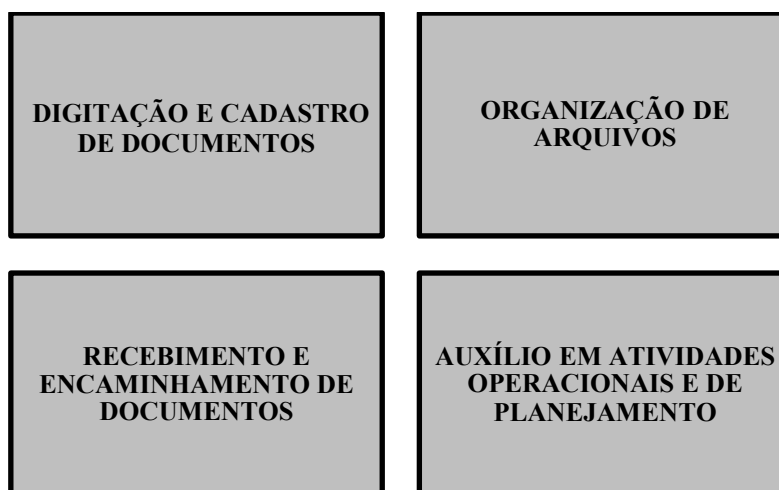 DIGITAÇÃO E CADASTRO
DE DOCUMENTOS
ORGANIZAÇÃO DE
ARQUIVOS
RECEBIMENTO E
ENCAMINHAMENTO DE
DOCUMENTOS
AUXÍLIO EM ATIVIDADES
OPERACIONAIS E DE
PLANEJAMENTO